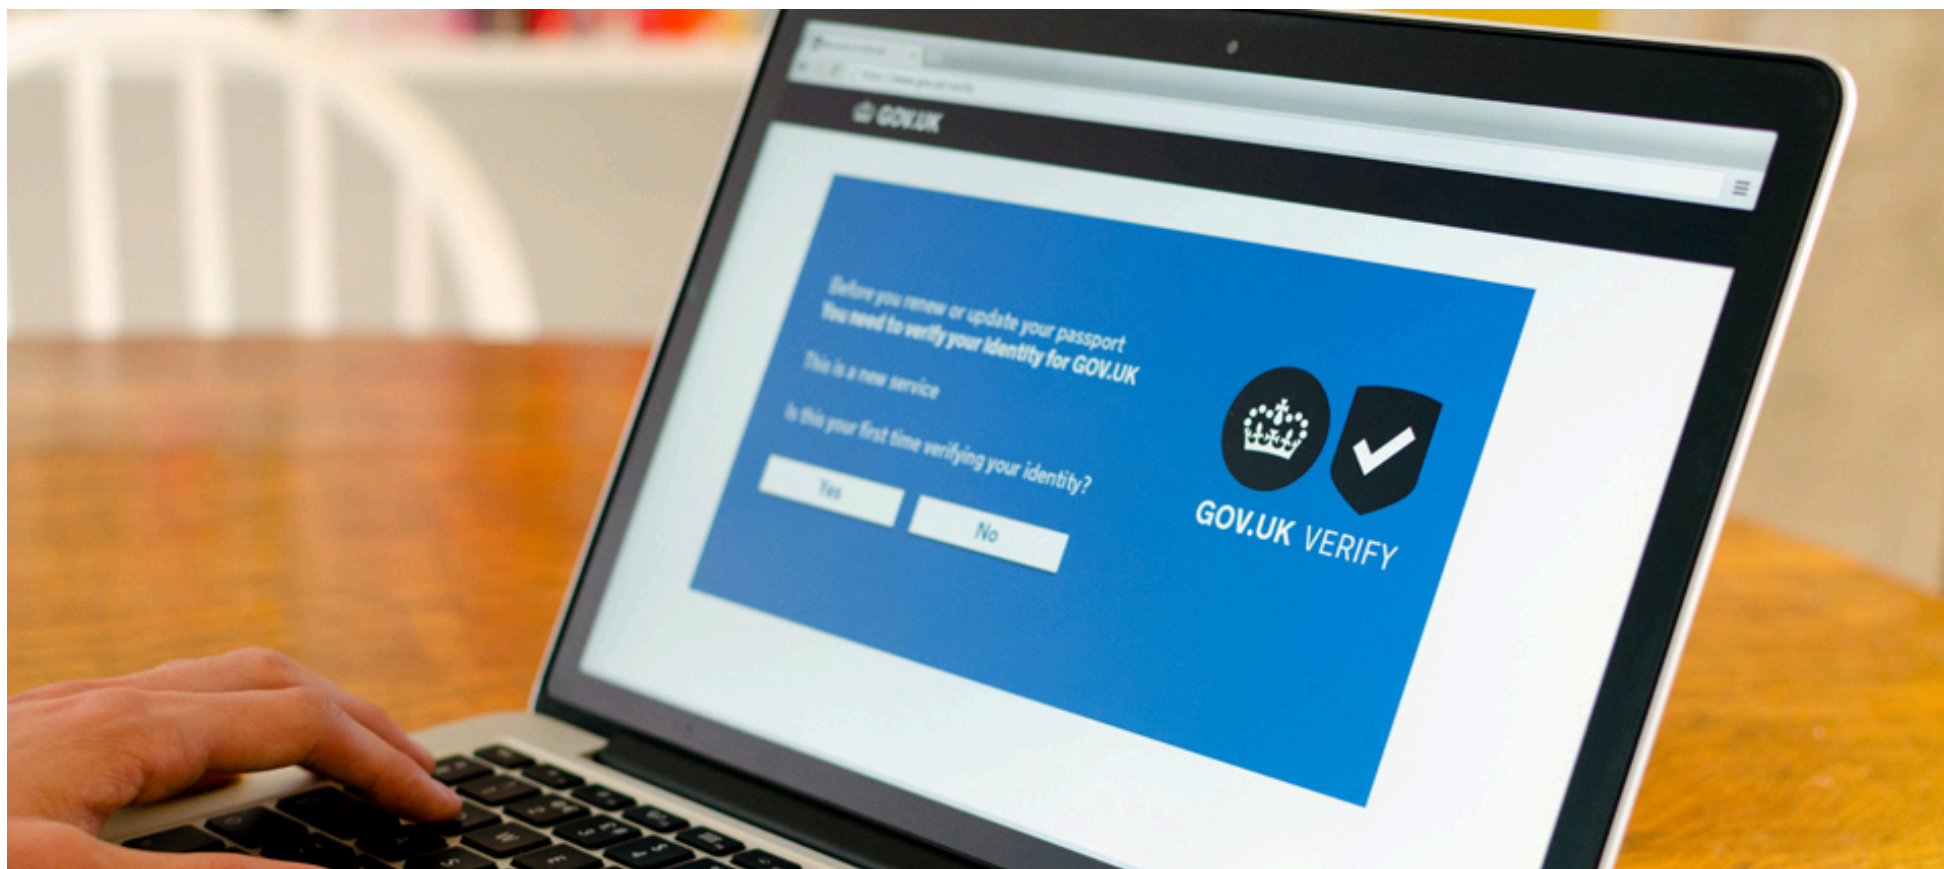 GOV.UK
Before you renew or update your passport
You need to verify your identity for GOV.UK
This is a new service
Is this your first time verifying your identity?
Yes
No
GOV.UK VERIFY